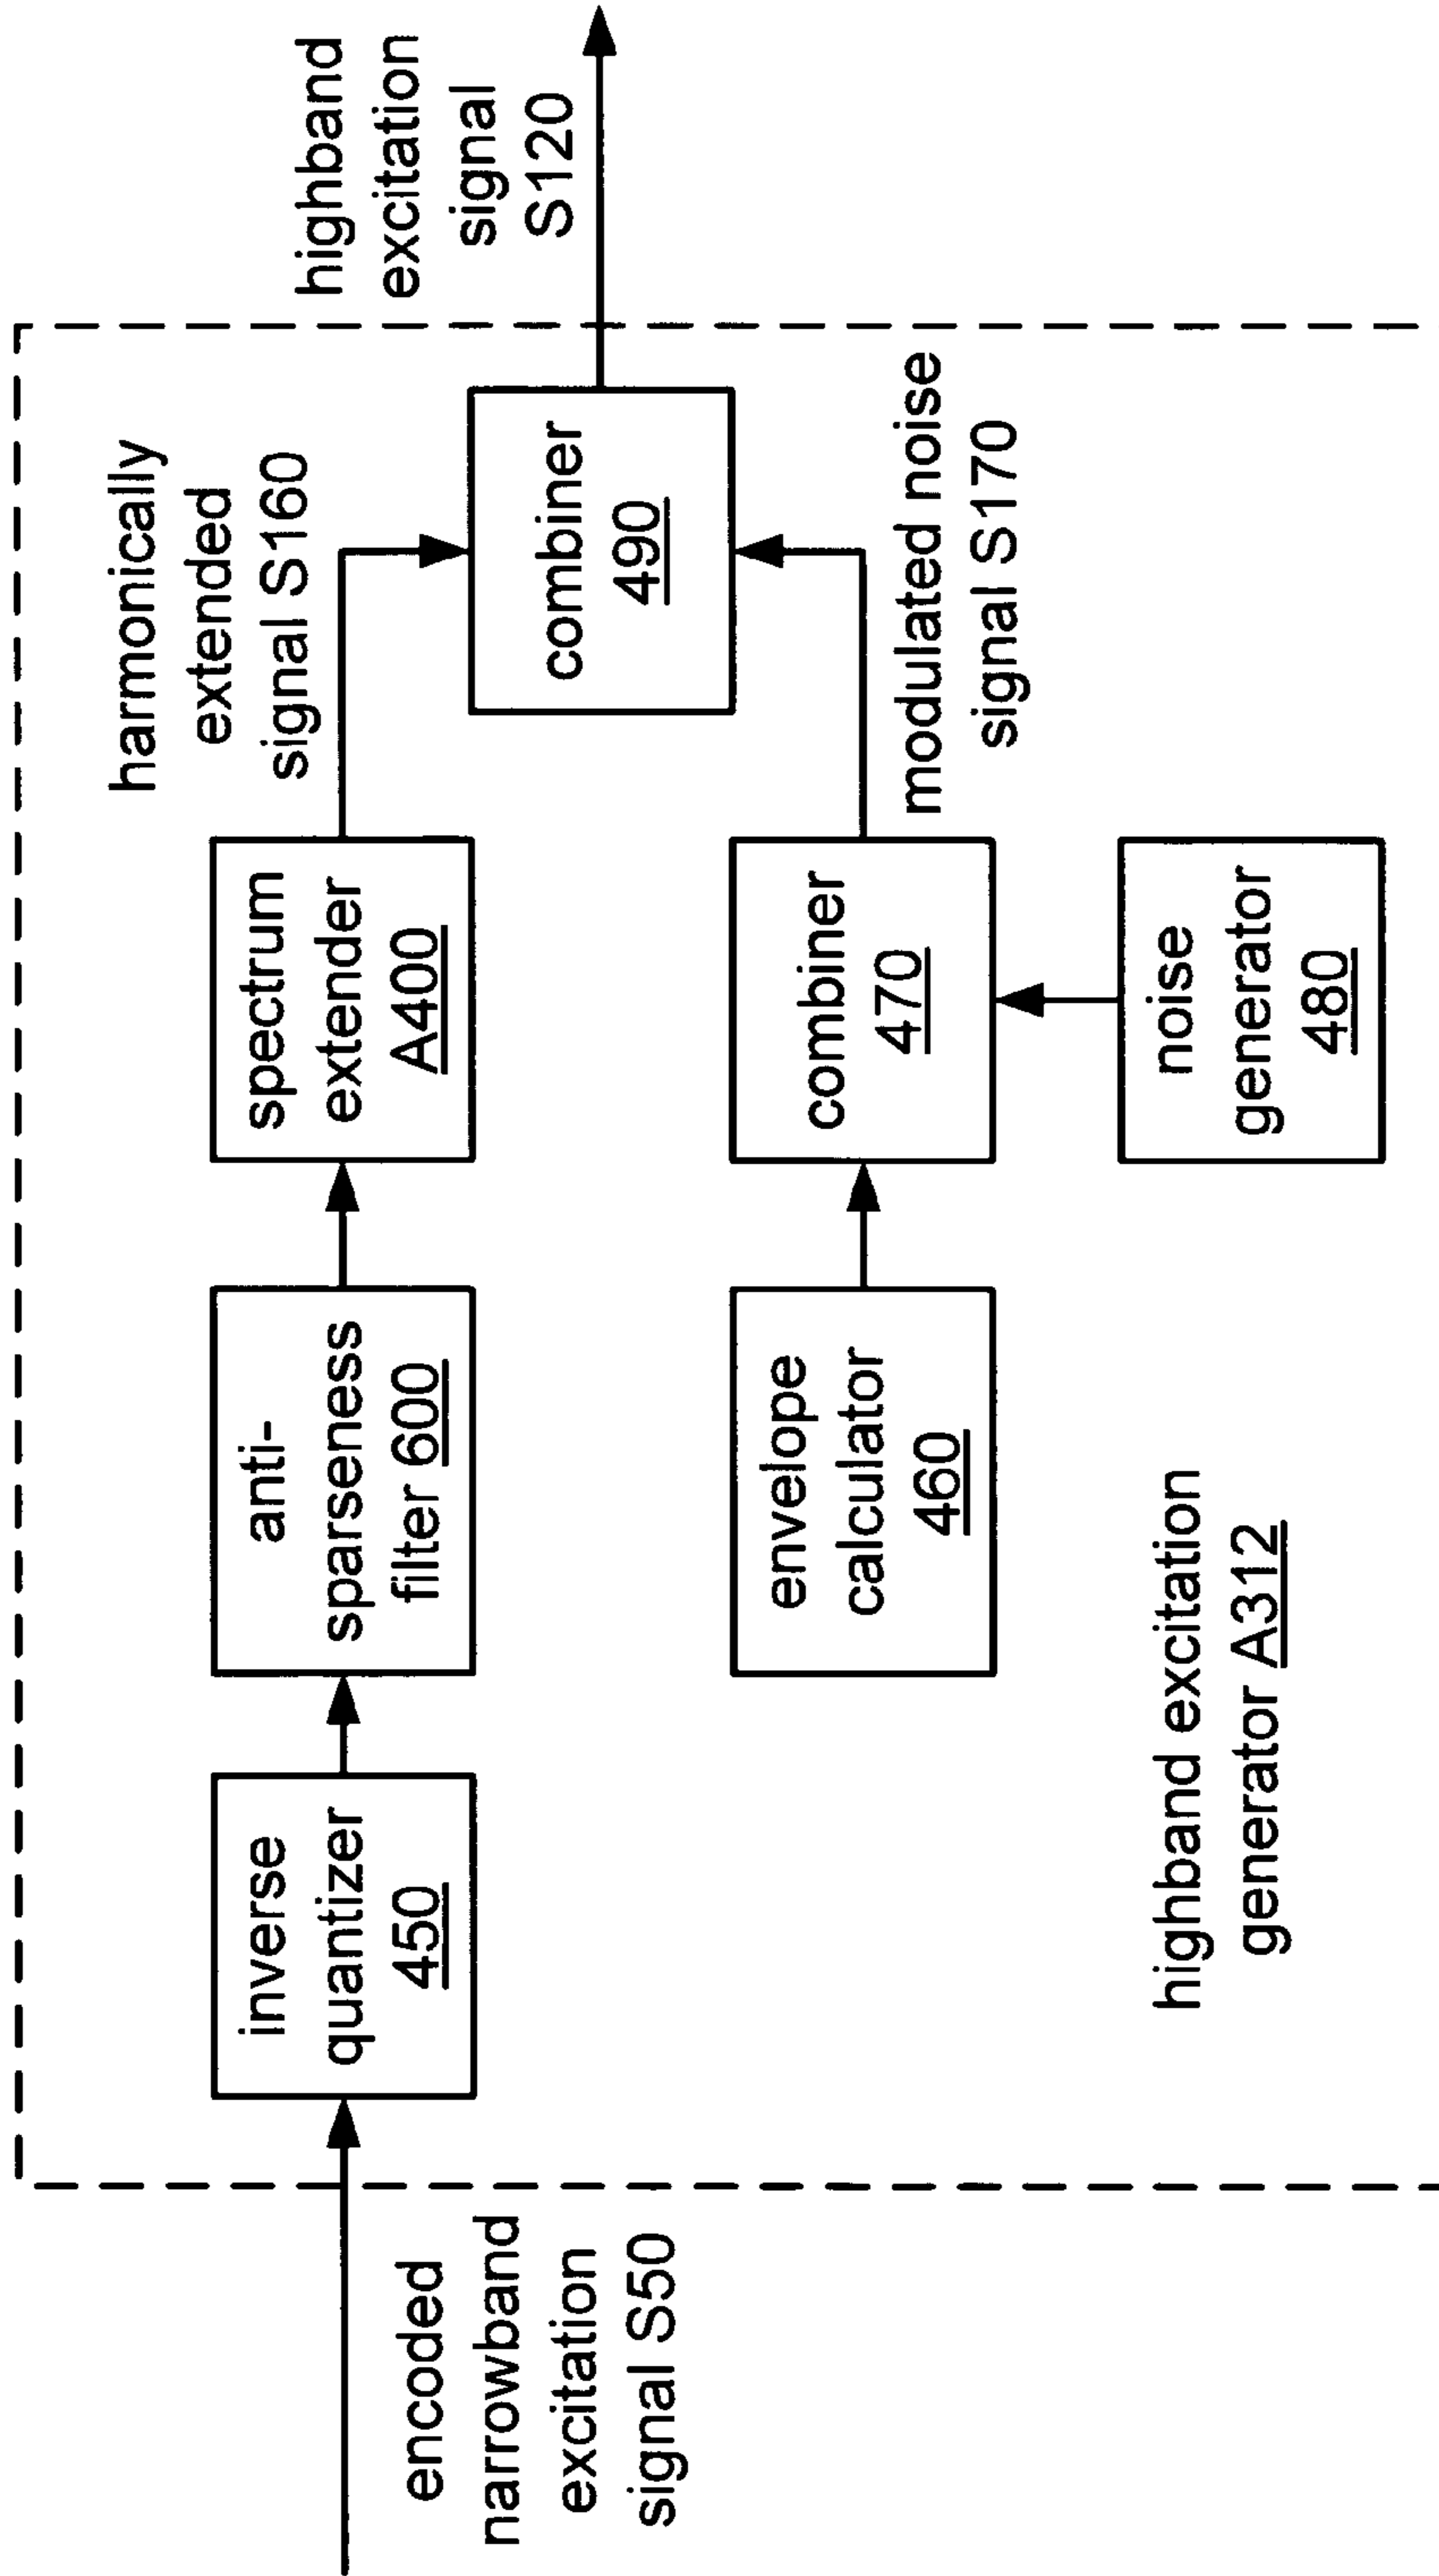 encoded
narrowband
excitation
signal S50
inverse
quantizer
450
anti-
sparseness
filter 600
spectrum
extender
A400
harmonically
extended
signal S160
envelope
calculator
460
combiner
470
noise
generator
480
modulated noise
signal S170
combiner
490
highband
excitation
signal
S120
highband excitation
generator A312